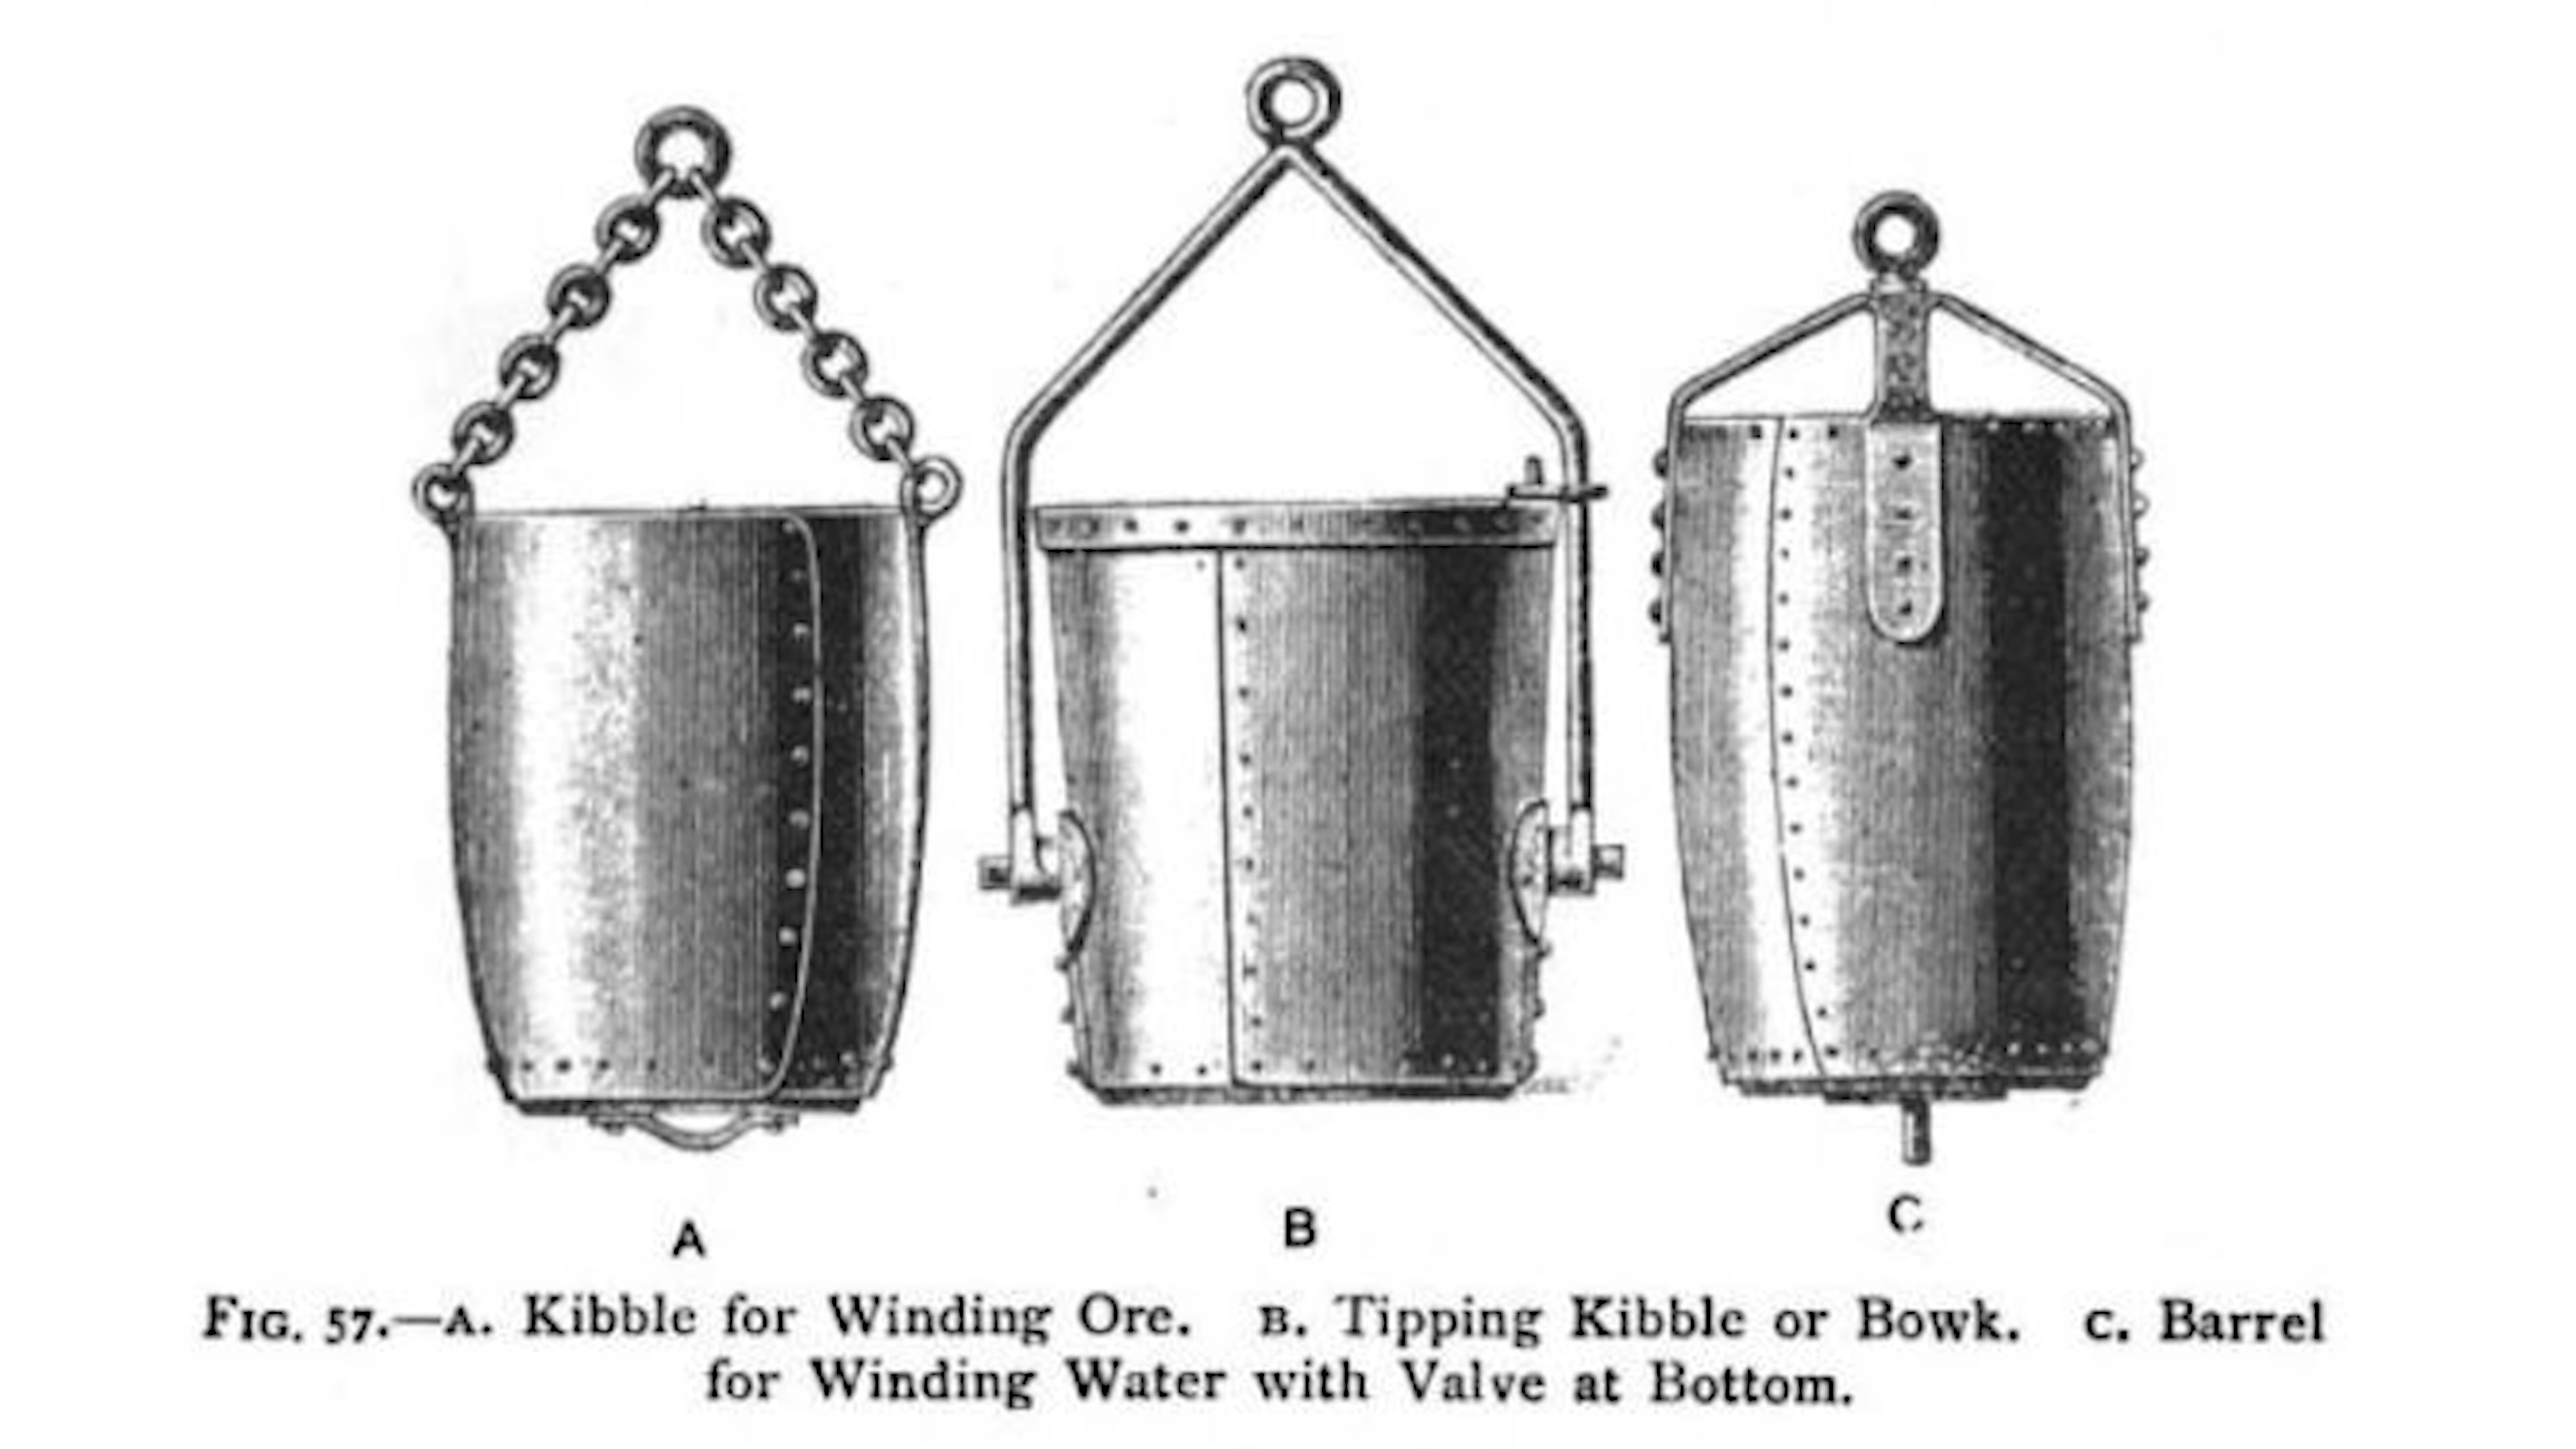 A
B
C
FIG. 57.—A. Kibble for Winding Ore. B. Tipping Kibble or Bowk. C. Barrel
for Winding Water with Valve at Bottom.